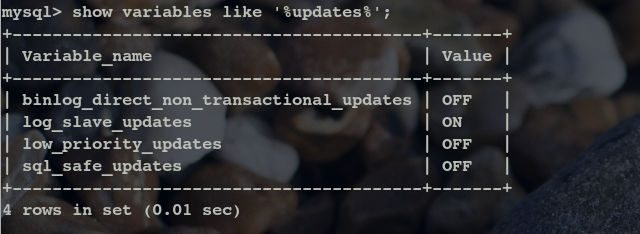 mysql> show variables like '%updates%';
+-----------------------------------------+-------+
| Variable_name                           | Value |
+-----------------------------------------+-------+
| binlog_direct_non_transactional_updates | OFF   |
| log_slave_updates                       | ON    |
| low_priority_updates                    | OFF   |
| sql_safe_updates                        | OFF   |
+-----------------------------------------+-------+
4 rows in set (0.01 sec)